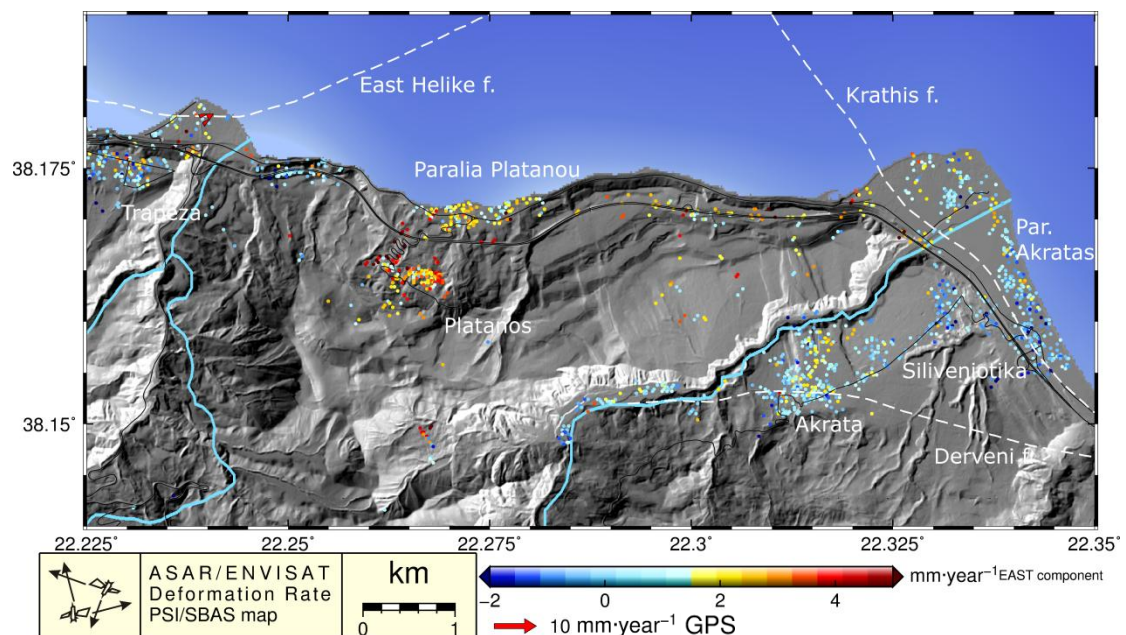 East Helike f.
Krathis f.
38.175°
Paralia Platanou
Trapeza
Par.
Akratas
Platanos
Siliveniotika
38.15°
Akrata
Derveni f.
22.225° 22.25° 22.275° 22.3° 22.325° 22.35°
ASAR/ENVISAT
Deformation Rate
PSI/SBAS map
km
0 1
-2 0 2 4
mm·year⁻¹ EAST component
10 mm·year⁻¹ GPS